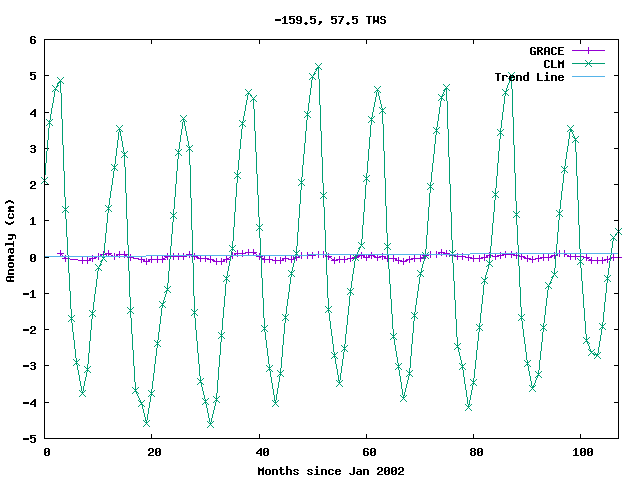 -159.5, 57.5 TWS
GRACE
CLM
Trend Line
6
5
4
3
2
1
0
-1
-2
-3
-4
-5
Anomaly (cm)
0 20 40 60 80 100
Months since Jan 2002